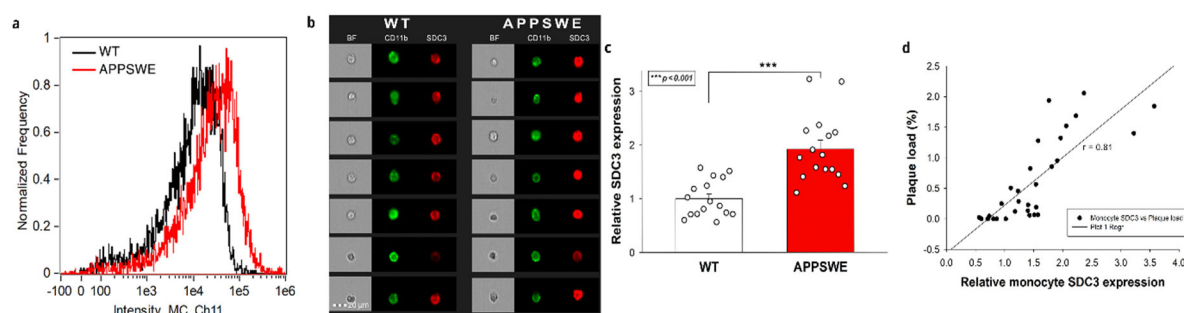 a
WT
APPSWE
Normalized Frequency
1
0.8
0.6
0.4
0.2
0
-100 0 100 1e3 1e4 1e5 1e6
Intensity_MC_Ch11
b
WT APPSWE
BF CD11b SDC3 BF CD11b SDC3
20 µm
c
***p<0.001
***
Relative SDC3 expression
3
2
1
0
WT APPSWE
d
Plaque load (%)
2.5
2.0
1.5
1.0
0.5
0.0
-0.5
r = 0.81
Monocyte SDC3 vs Plaque load
Plot 1 Regr
0.0 0.5 1.0 1.5 2.0 2.5 3.0 3.5 4.0
Relative monocyte SDC3 expression